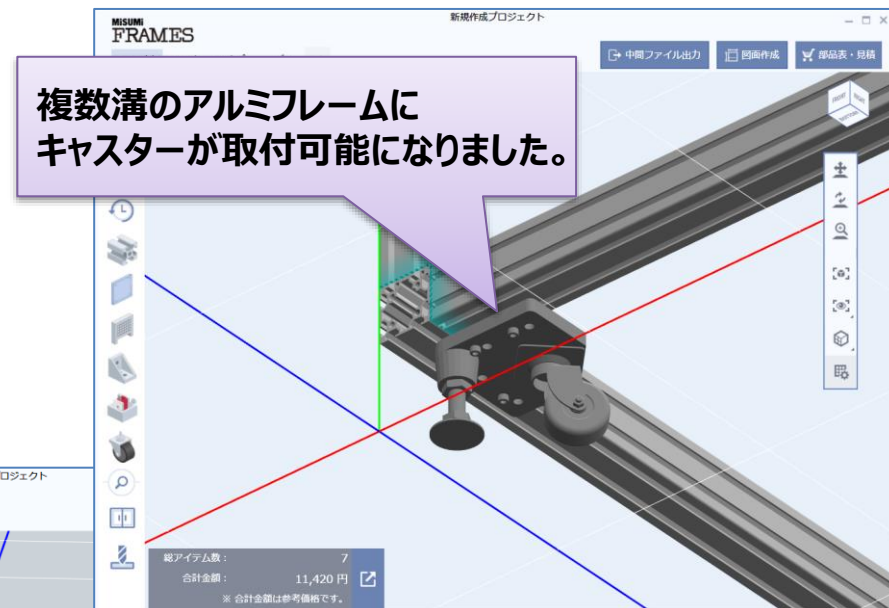 MiSUMi
FRAMES
新規作成プロジェクト
中間ファイル出力
図面作成
部品表・見積
複数溝のアルミフレームに
キャスターが取付可能になりました。
FRONT
RIGHT
BOTTOM
ロジェクト
総アイテム数：
7
合計金額：
11,420 円
※ 合計金額は参考価格です。